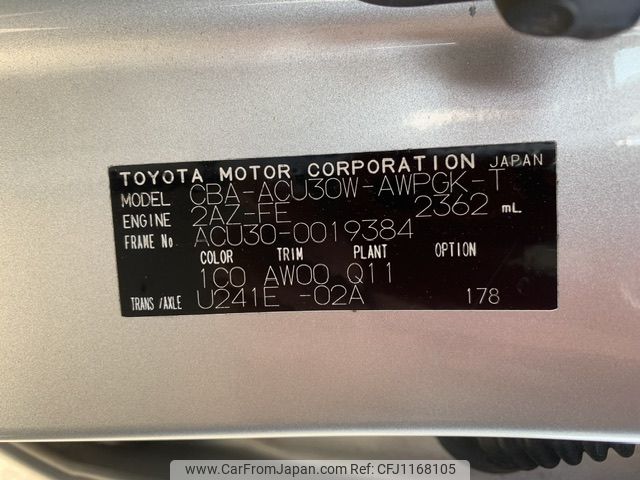 TOYOTA MOTOR CORPORATION JAPAN
MODEL CBA-ACU30W-AWPGK-T
ENGINE 2AZ-FE 2362 mL
FRAME No ACU30-0019384
COLOR TRIM PLANT OPTION
1C0 AW00 Q11
TRANS/AXLE U241E -02A 178
www.CarFromJapan.com Ref.No: CFJ1168105